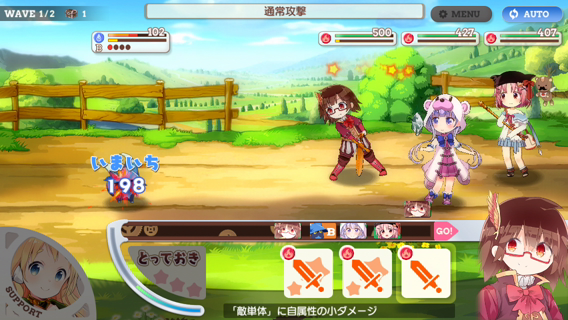 WAVE 1/2 1
通常攻撃
MENU
AUTO
B 102
500
427
407
いまいち
198
B
GO!
とっておき
SUPPORT
「敵単体」に自属性の小ダメージ